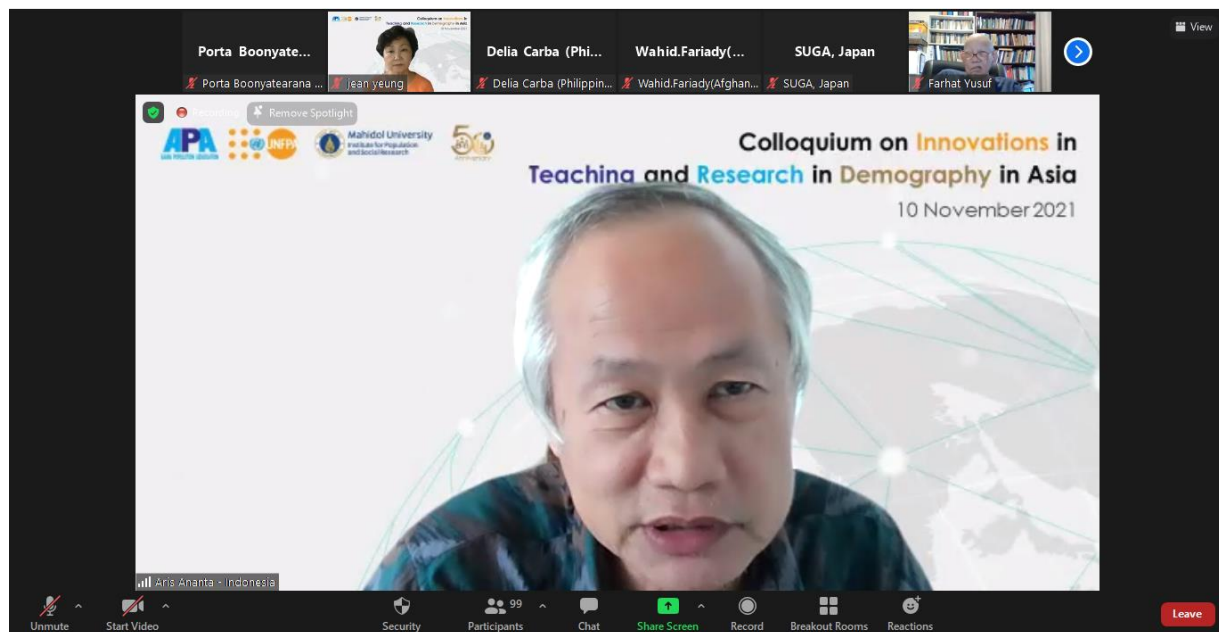 Porta Boonyate...
Delia Carba (Phi...
Wahid.Fariady(...
SUGA, Japan
View
Porta Boonyatearana ...
jean yeung
Delia Carba (Philippin...
Wahid.Fariady(Afghan...
SUGA, Japan
Farhat Yusuf
Recording
Remove Spotlight
APA
UNFPA
Mahidol University
Institute for Population
and Social Research
Colloquium on Innovations in
Teaching and Research in Demography in Asia
10 November 2021
Aris Ananta - Indonesia
Unmute
Start Video
Security
Participants
99
Chat
Share Screen
Record
Breakout Rooms
Reactions
Leave